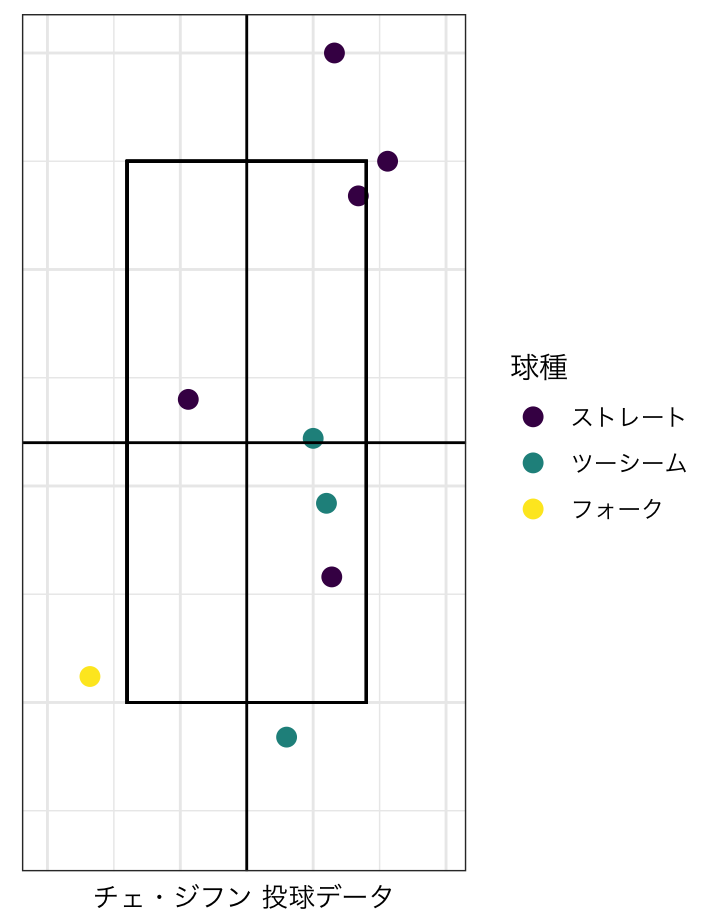 球種
ストレート
ツーシーム
フォーク
チェ・ジフン 投球データ